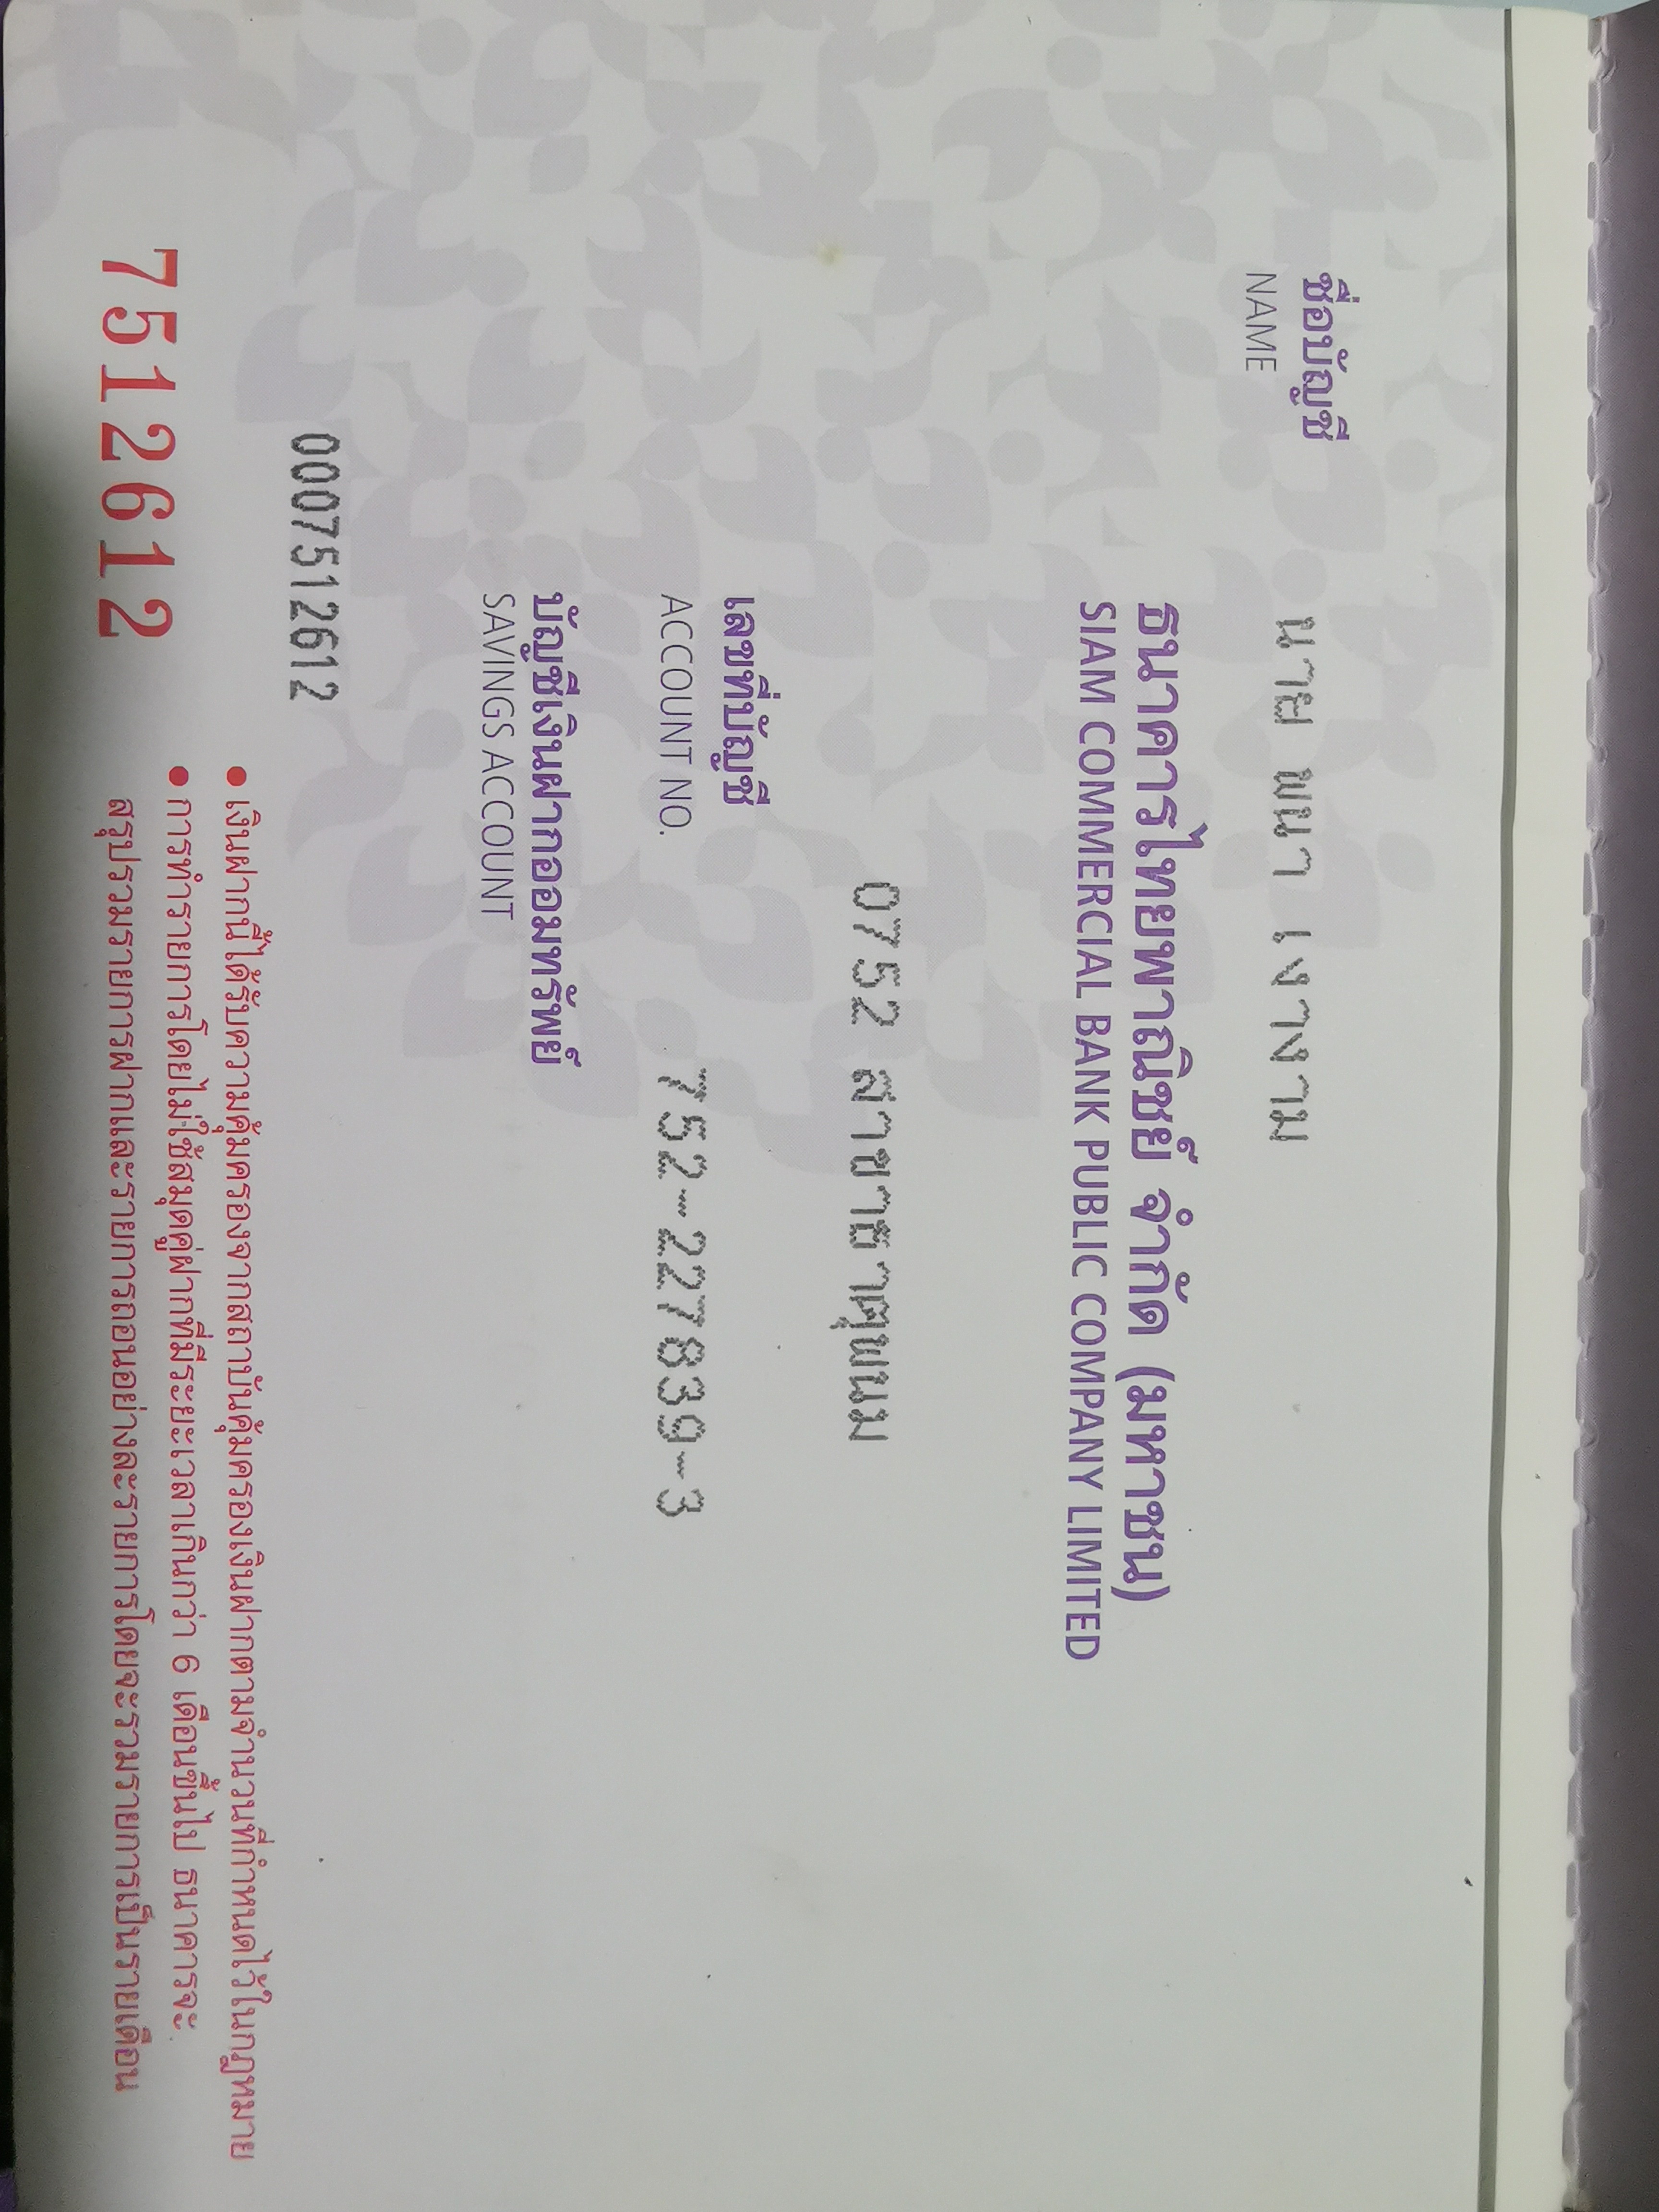 ชื่อบัญชี นาย พนา เงางาม
NAME
ธนาคารไทยพาณิชย์ จำกัด (มหาชน)
SIAM COMMERCIAL BANK PUBLIC COMPANY LIMITED
0752 สาขาธาตุพนม
เลขที่บัญชี
ACCOUNT NO. 752-227839-3
บัญชีเงินฝากออมทรัพย์
SAVINGS ACCOUNT
0007512612
• เงินฝากนี้ได้รับความคุ้มครองจากสถาบันคุ้มครองเงินฝากตามจำนวนที่กำหนดไว้ในกฎหมาย
• การทำรายการโดยไม่ใช้สมุดคู่ฝากที่มีระยะเวลาเกินกว่า 6 เดือนขึ้นไป ธนาคารจะ
สรุปรวมรายการฝากและรายการถอนอย่างละรายการโดยจะรวมรายการเป็นรายเดือน
7512612